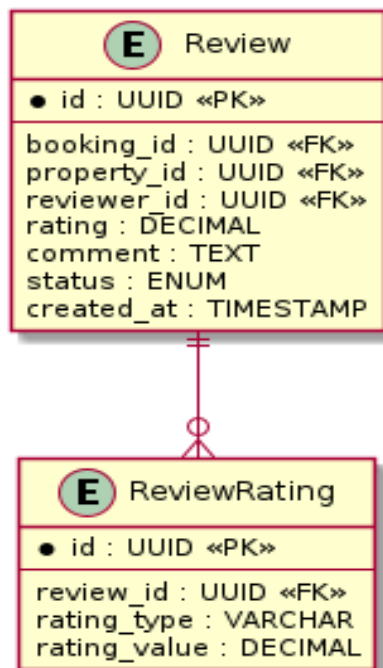 E Review
● id : UUID «PK»
booking_id : UUID «FK»
property_id : UUID «FK»
reviewer_id : UUID «FK»
rating : DECIMAL
comment : TEXT
status : ENUM
created_at : TIMESTAMP
E ReviewRating
● id : UUID «PK»
review_id : UUID «FK»
rating_type : VARCHAR
rating_value : DECIMAL